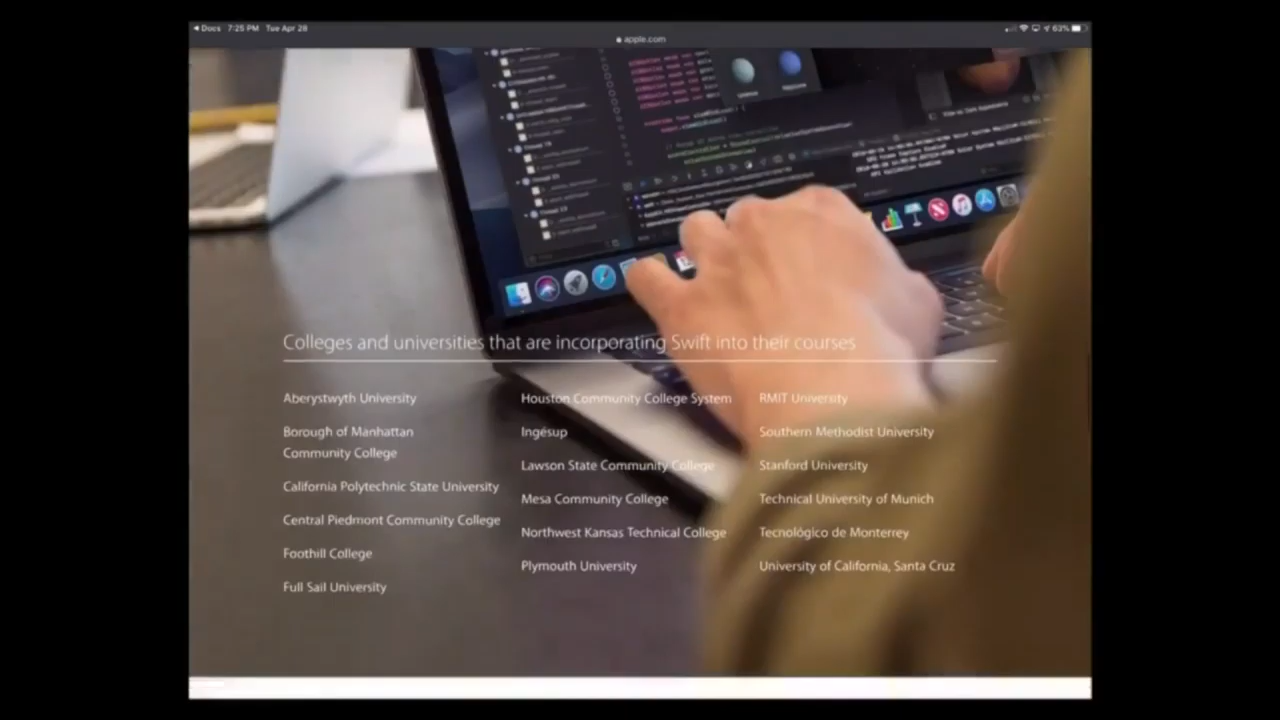 Docs 7:25 PM Tue Apr 28
63%
apple.com
Colleges and universities that are incorporating Swift into their courses
Aberystwyth University
Borough of Manhattan
Community College
California Polytechnic State University
Central Piedmont Community College
Foothill College
Full Sail University
Houston Community College System
Ingésup
Lawson State Community College
Mesa Community College
Northwest Kansas Technical College
Plymouth University
RMIT University
Southern Methodist University
Stanford University
Technical University of Munich
Tecnológico de Monterrey
University of California, Santa Cruz